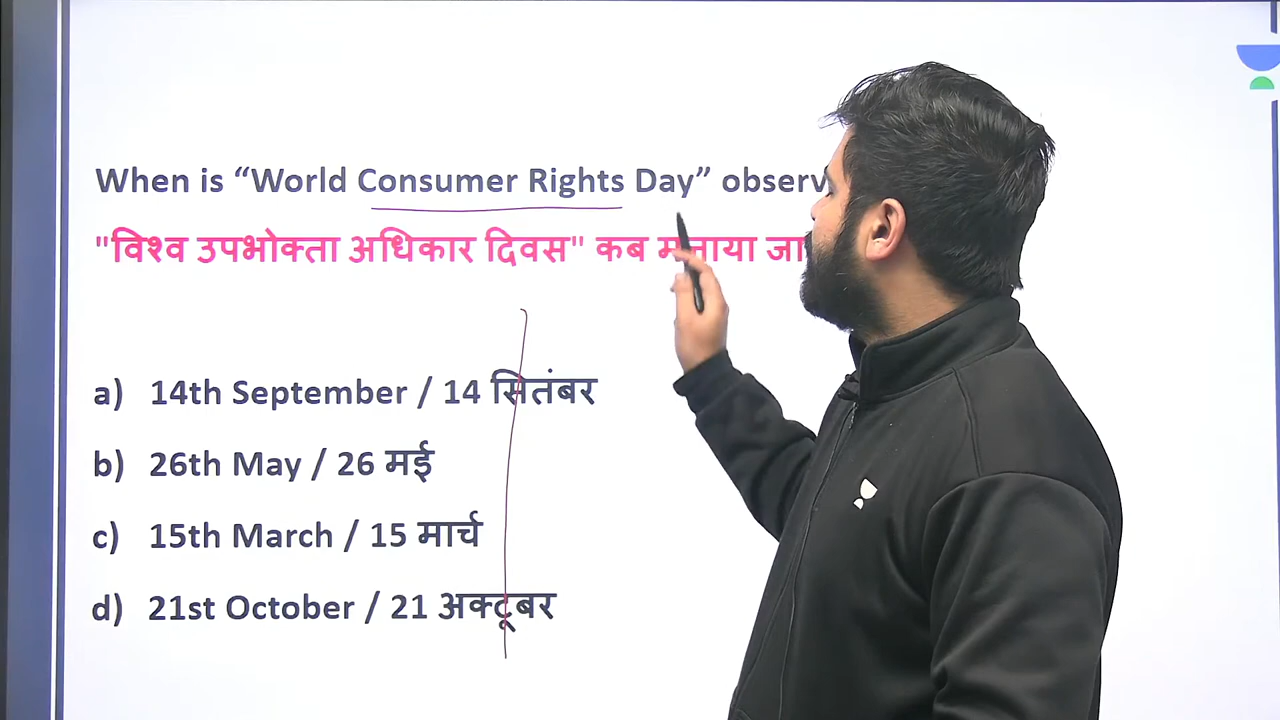 When is “World Consumer Rights Day” observ
"विश्व उपभोक्ता अधिकार दिवस" कब मनाया जा
a) 14th September / 14 सितंबर
b) 26th May / 26 मई
c) 15th March / 15 मार्च
d) 21st October / 21 अक्टूबर